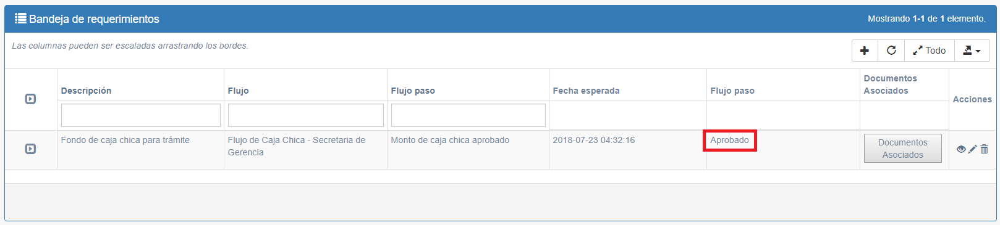 Bandeja de requerimientos
Mostrando 1-1 de 1 elemento.
Las columnas pueden ser escaladas arrastrando los bordes.
Todo
Descripción
Flujo
Flujo paso
Fecha esperada
Flujo paso
Documentos
Asociados
Acciones
Fondo de caja chica para trámite
Flujo de Caja Chica - Secretaria de
Gerencia
Monto de caja chica aprobado
2018-07-23 04:32:16
Aprobado
Documentos
Asociados